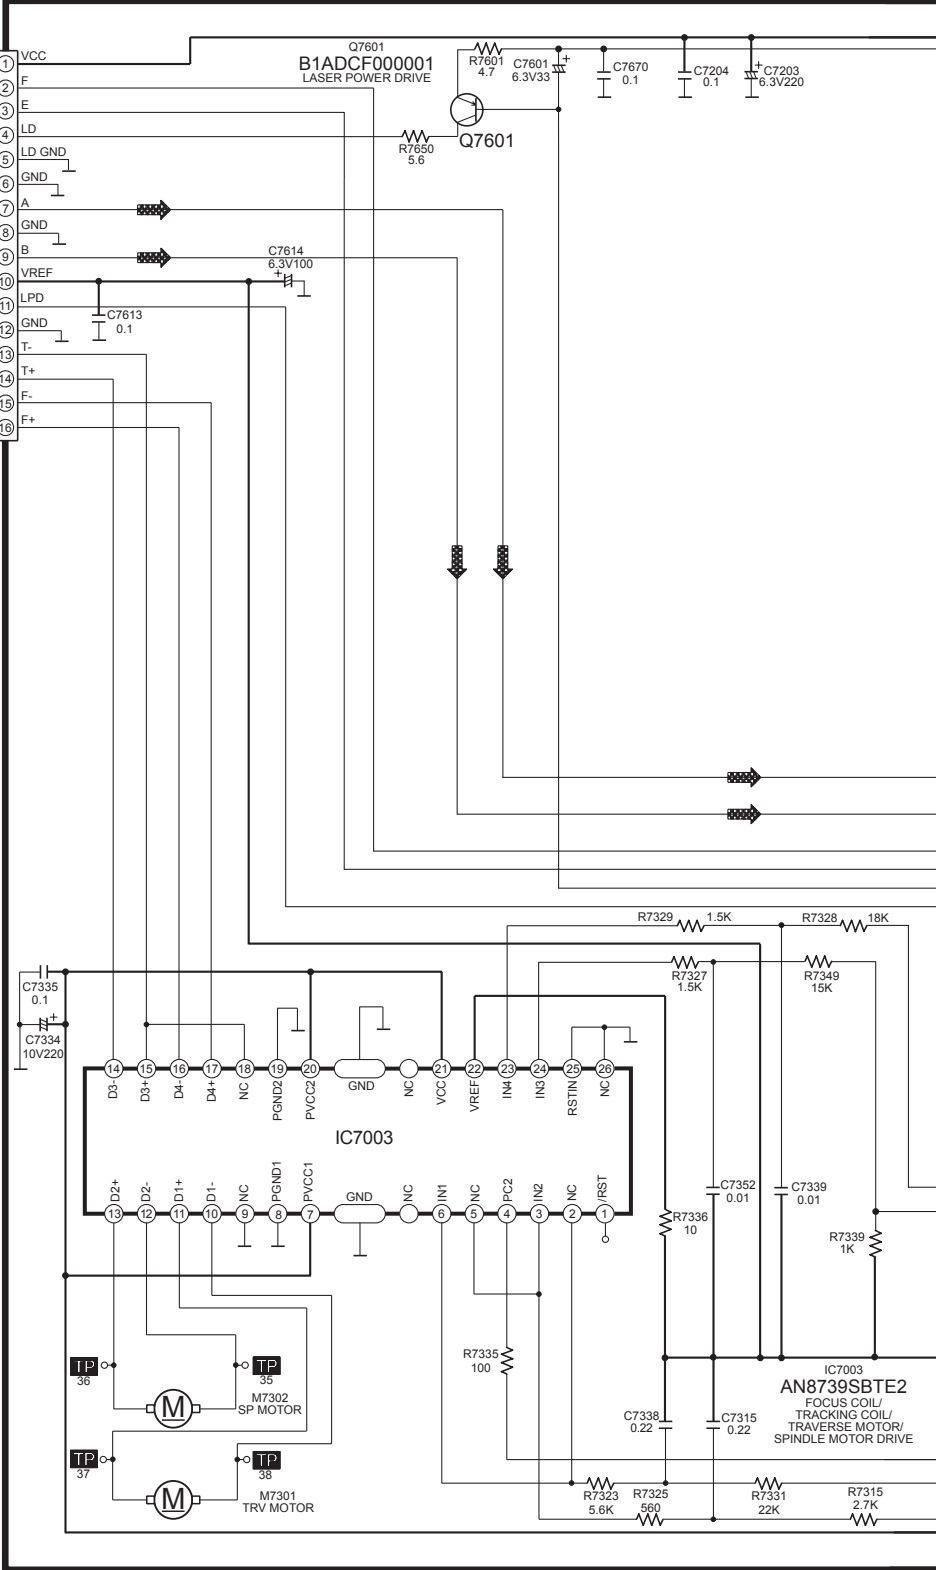 1 VCC
2 F
3 E
4 LD
5 LD GND
6 GND
7 A
8 GND
9 B
10 VREF
11 LPD
12 GND
13 T-
14 T+
15 F-
16 F+
Q7601
B1ADCF000001
LASER POWER DRIVE
R7601
4.7
C7601
6.3V33
+
C7670
0.1
C7204
0.1
+
C7203
6.3V220
Q7601
R7650
5.6
C7614
6.3V100
+
C7613
0.1
R7329
1.5K
R7328
18K
R7327
1.5K
R7349
15K
C7335
0.1
+
C7334
10V220
14
15
16
17
18
19
20
GND
21
22
23
24
25
26
D3-
D3+
D4-
D4+
NC
PGND2
PVCC2
NC
VCC
VREF
IN4
IN3
RSTIN
NC
IC7003
D2+
D2-
D1+
D1-
NC
PGND1
PVCC1
GND
NC
IN1
NC
PC2
IN2
NC
/RST
13
12
11
10
9
8
7
6
5
4
3
2
1
C7352
0.01
C7339
0.01
R7336
10
R7339
1K
R7335
100
TP
36
TP
35
M
M7302
SP MOTOR
TP
37
TP
38
M
M7301
TRV MOTOR
IC7003
AN8739SBTE2
FOCUS COIL/
TRACKING COIL/
TRAVERSE MOTOR/
SPINDLE MOTOR DRIVE
C7338
0.22
C7315
0.22
R7323
5.6K
R7325
560
R7331
22K
R7315
2.7K